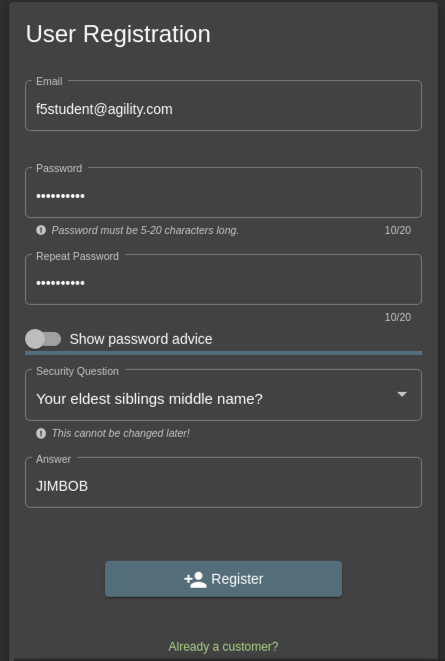 User Registration
Email
f5student@agility.com
Password
••••••••••
Password must be 5-20 characters long.
10/20
Repeat Password
••••••••••
10/20
Show password advice
Security Question
Your eldest siblings middle name?
This cannot be changed later!
Answer
JIMBOB
Register
Already a customer?